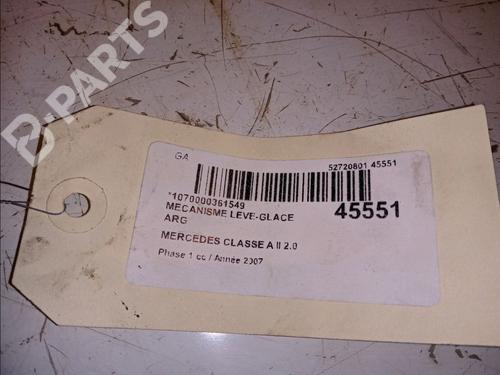 B-PARTS
GA
52720801 45551
*1070000361549
MECANISME LEVE-GLACE
45551
ARG
MERCEDES CLASSE A II 2.0
Phase 1 cc / Année 2007